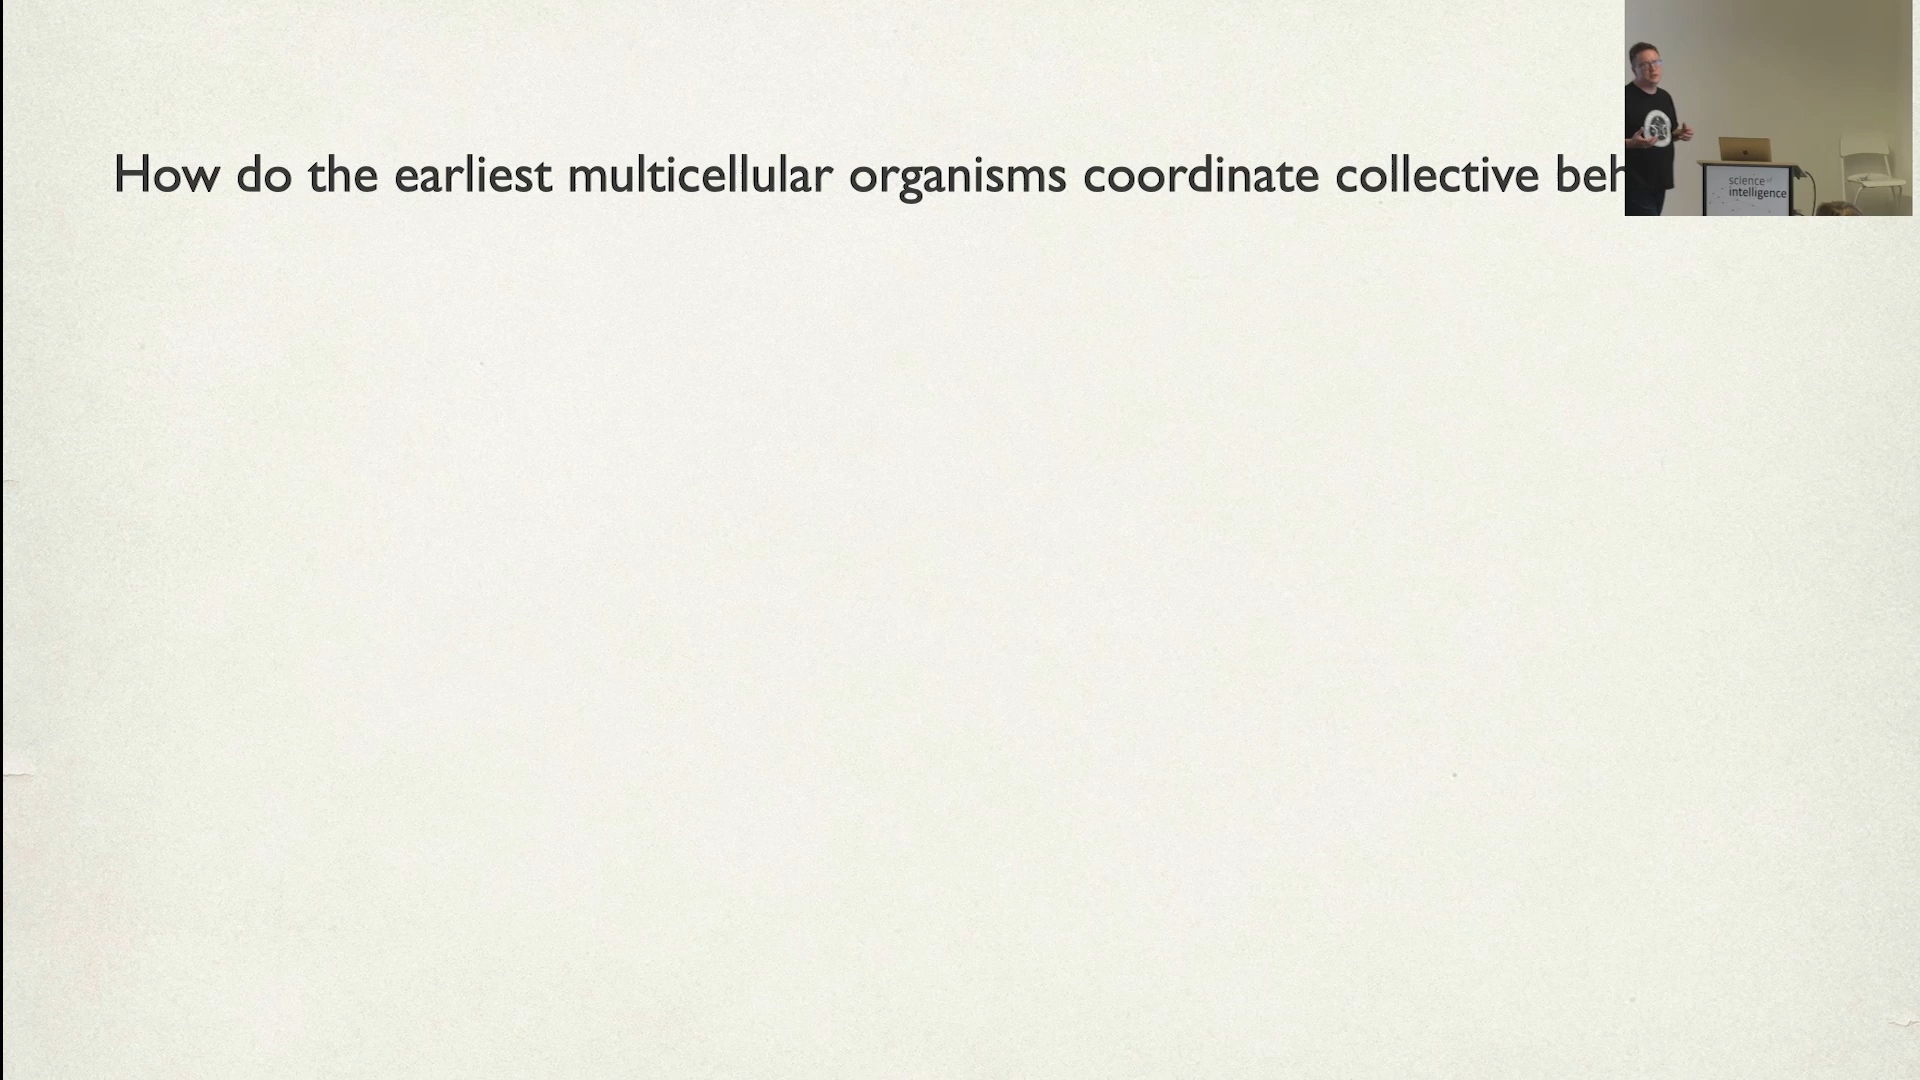 How do the earliest multicellular organisms coordinate collective beh
science of
intelligence